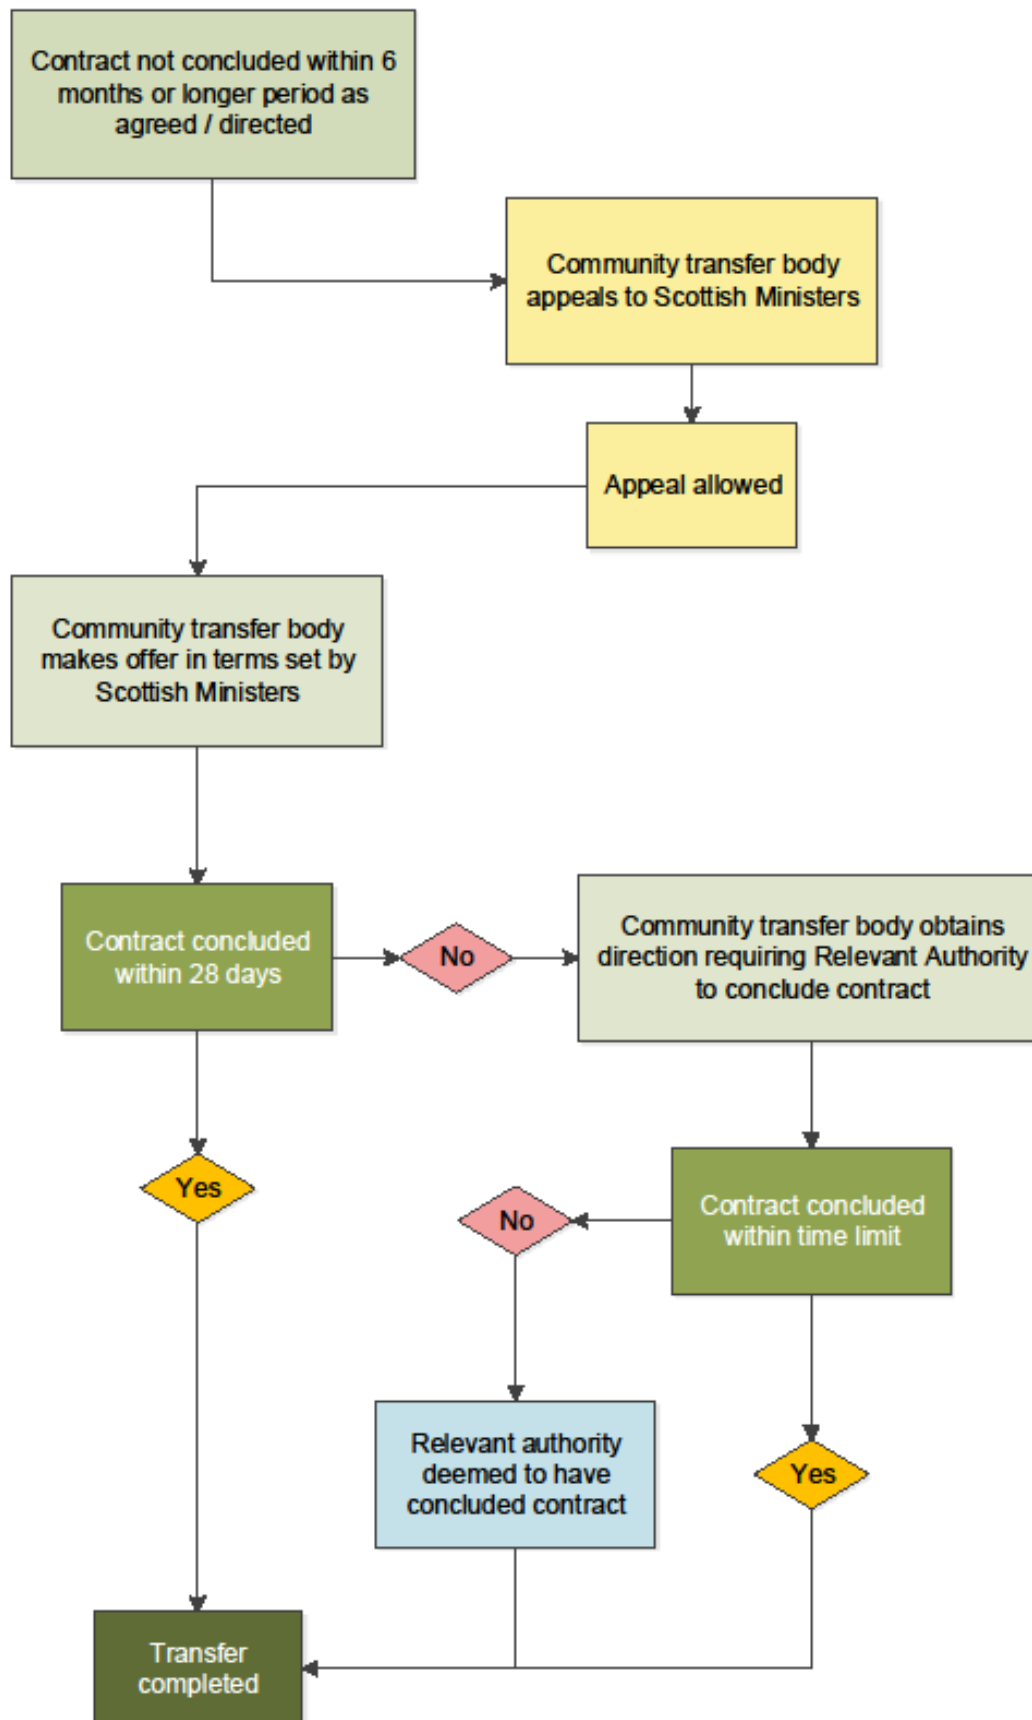 Contract not concluded within 6
months or longer period as
agreed / directed
Community transfer body
appeals to Scottish Ministers
Appeal allowed
Community transfer body
makes offer in terms set by
Scottish Ministers
Contract concluded
within 28 days
No
Community transfer body obtains
direction requiring Relevant Authority
to conclude contract
Yes
No
Contract concluded
within time limit
Relevant authority
deemed to have
concluded contract
Yes
Transfer
completed